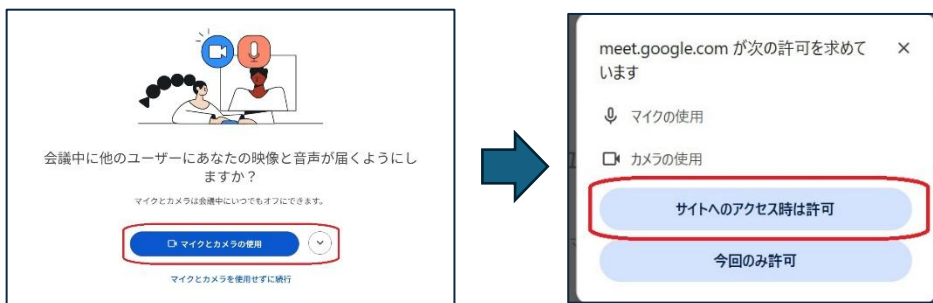 会議中に他のユーザーにあなたの映像と音声が届くようにし
ますか？
マイクとカメラは会議中にいつでもオフにできます。
マイクとカメラの使用
マイクとカメラを使用せずに続行
meet.google.com が次の許可を求めて
います
マイクの使用
カメラの使用
サイトへのアクセス時は許可
今回のみ許可